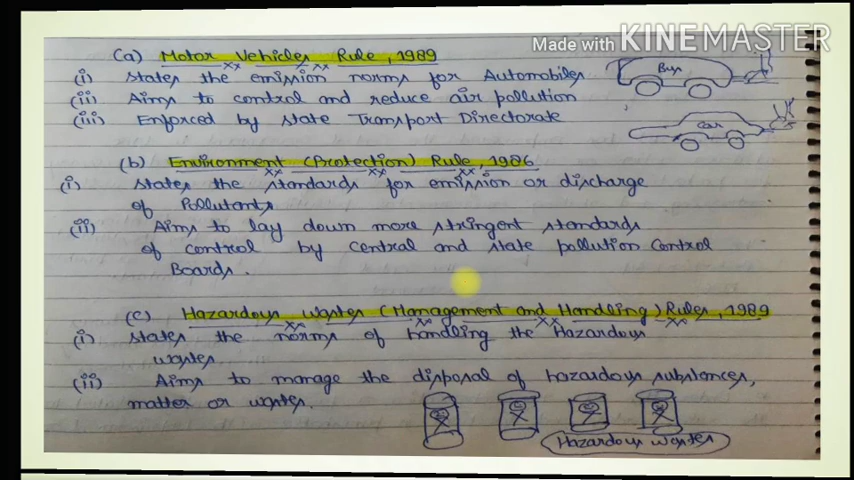 Made with KINEMASTER
(a) Motor Vehicles Rule, 1989
(i) States the emission norms for Automobiles
(ii) Aims to control and reduce air pollution
(iii) Enforced by State Transport Directorate
Bus
Car
(b) Environment (Protection) Rule, 1986
(i) States the standards for emission or discharge
of Pollutants
(ii) Aims to lay down more stringent standards
of control by central and state pollution control
Boards.
(c) Hazardous wastes (Management and Handling) Rules, 1989
(i) States the norms of handling the Hazardous
wastes
(ii) Aims to manage the disposal of hazardous substances,
matter or wastes.
Hazardous wastes